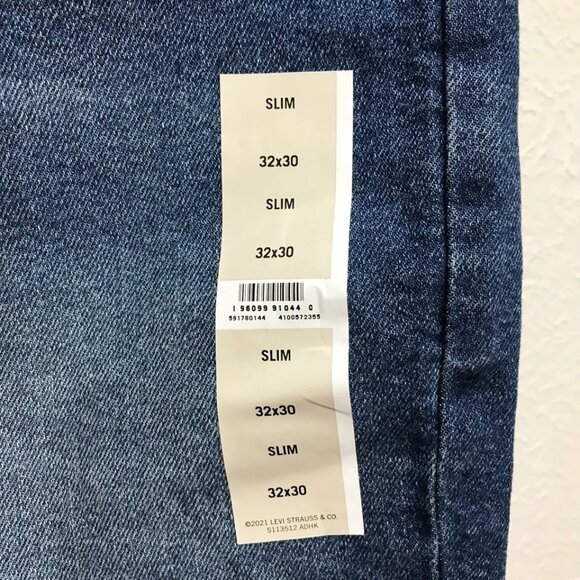 SLIM
32x30
SLIM
32x30
1 96099 91044 0
591780144 4100572355
SLIM
32x30
SLIM
32x30
©2021 LEVI STRAUSS & CO.
S113512 ADHK